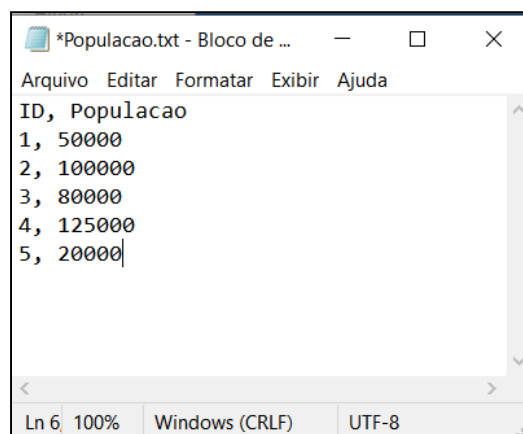 *Populacao.txt - Bloco de ...
Arquivo Editar Formatar Exibir Ajuda
ID, Populacao
1, 50000
2, 100000
3, 80000
4, 125000
5, 20000
Ln 6, 100% Windows (CRLF) UTF-8